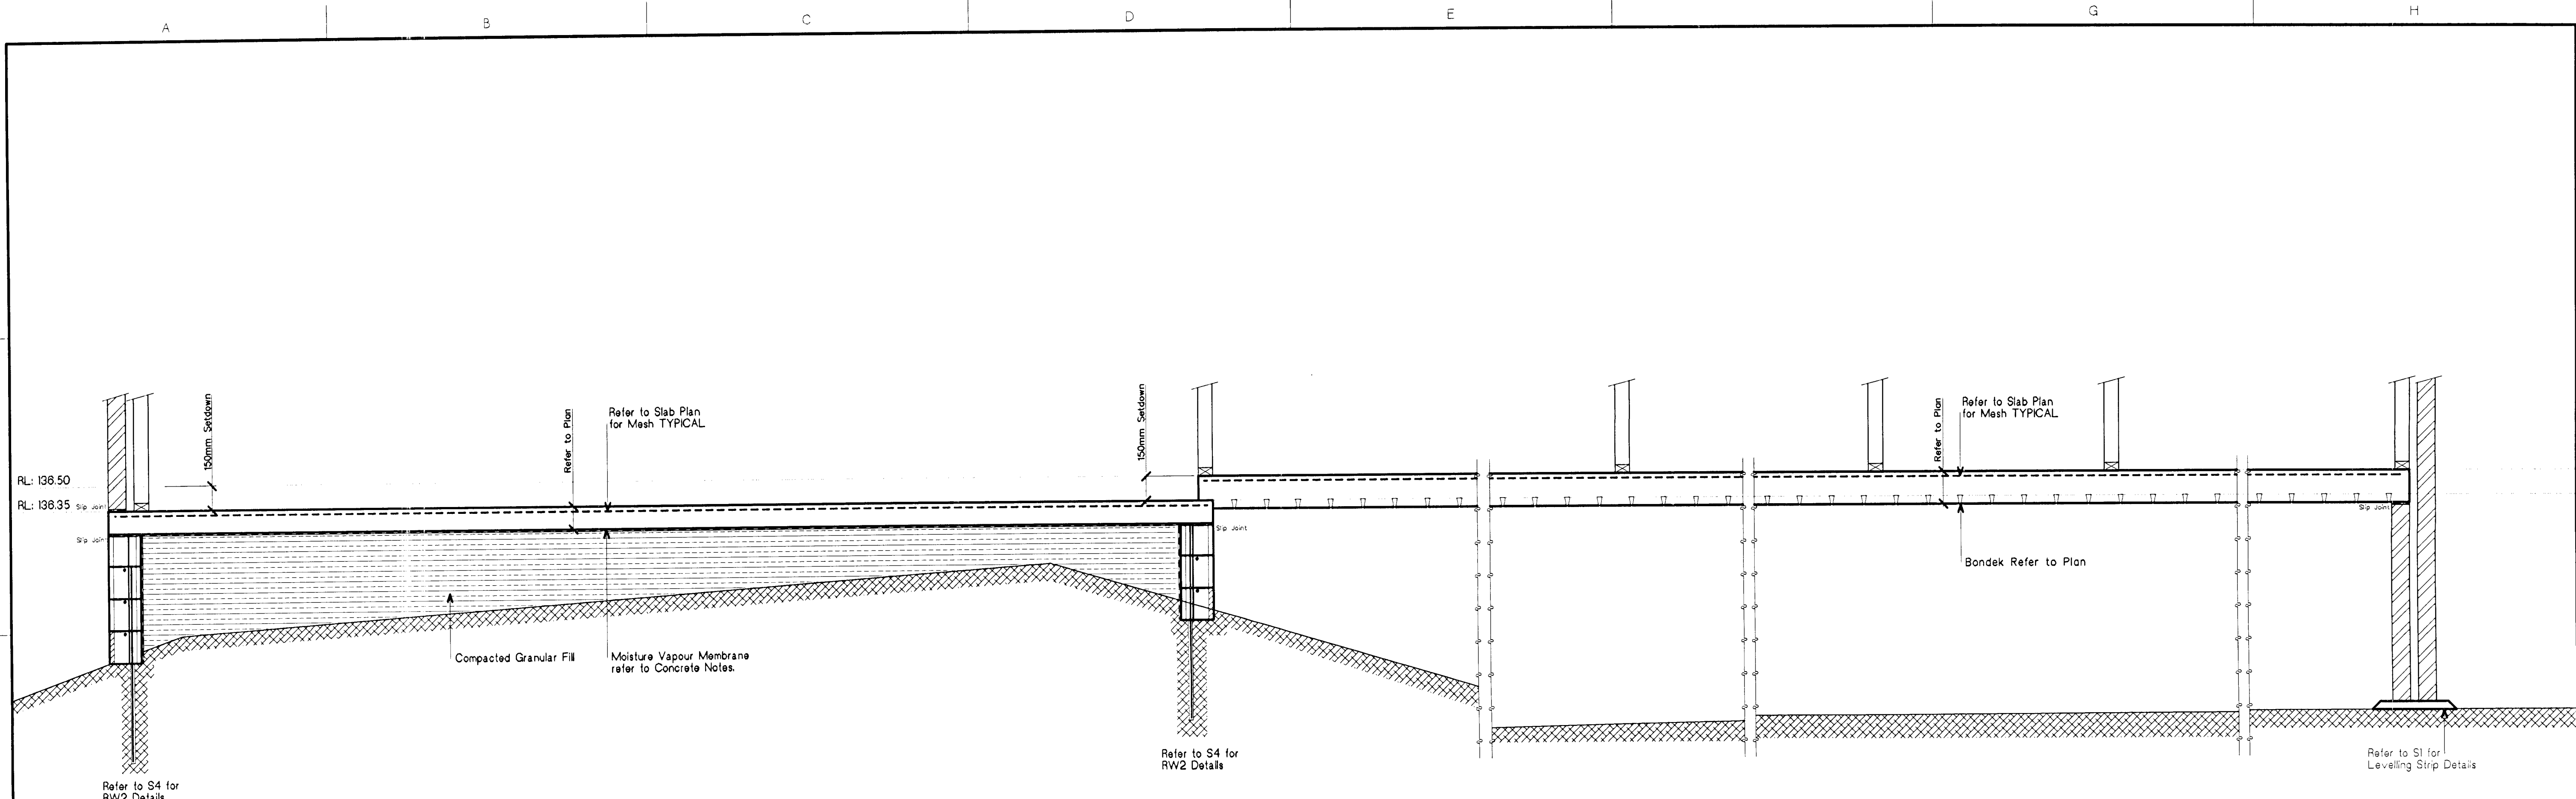 A
B
C
D
E
G
H
150mm Setdown
Refer to Plan
Refer to Slab Plan
for Mesh TYPICAL
150mm Setdown
Refer to Plan
Refer to Slab Plan
for Mesh TYPICAL
RL: 136.50
RL: 136.35
Slip Joint
Slip Joint
Slip Joint
Slip Joint
Bondek Refer to Plan
Compacted Granular Fill
Moisture Vapour Membrane
refer to Concrete Notes.
Refer to S4 for
RW2 Details
Refer to S4 for
RW2 Details
Refer to S1 for
Levelling Strip Details